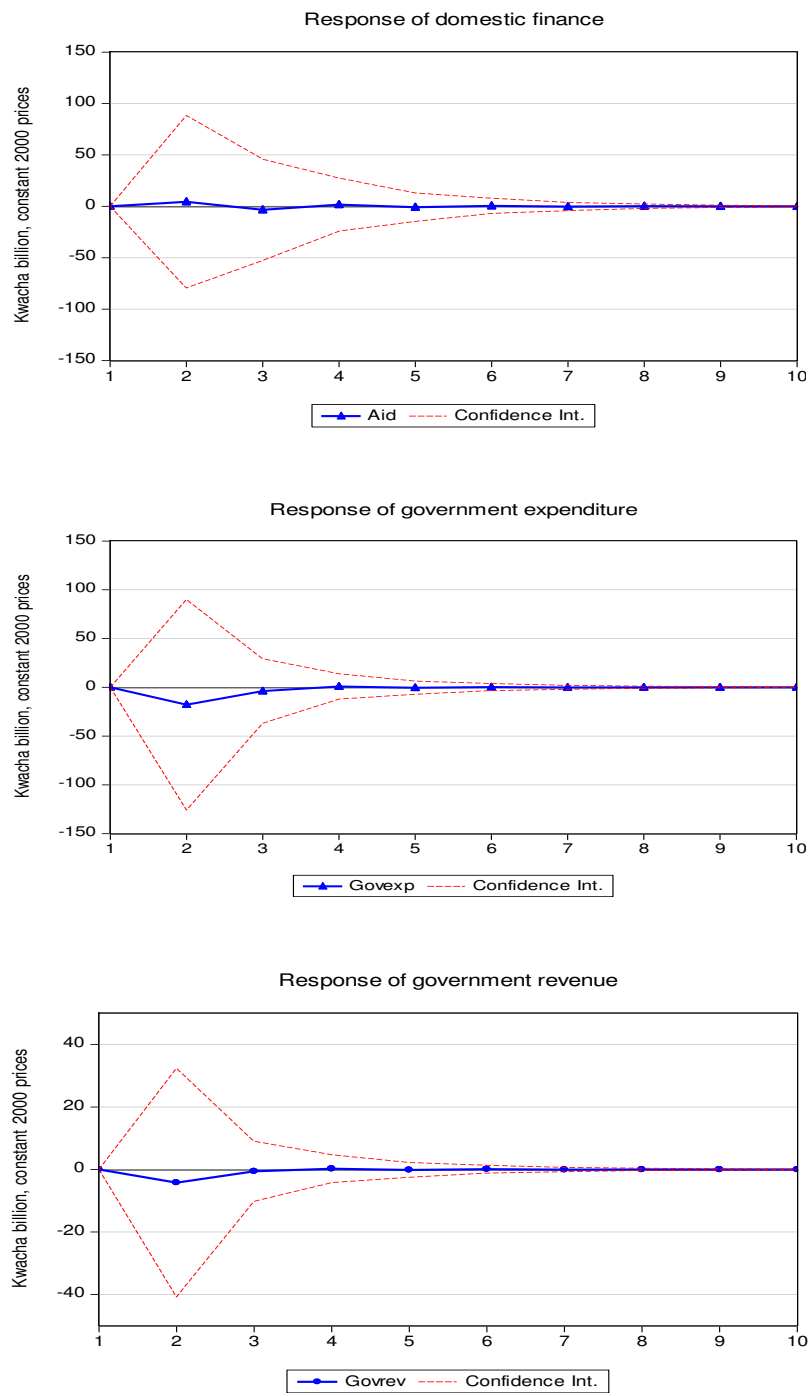 Response of domestic finance
Kwacha billion, constant 2000 prices
150
100
50
0
-50
-100
-150
1 2 3 4 5 6 7 8 9 10
Aid Confidence Int.
Response of government expenditure
Kwacha billion, constant 2000 prices
150
100
50
0
-50
-100
-150
1 2 3 4 5 6 7 8 9 10
Govexp Confidence Int.
Response of government revenue
Kwacha billion, constant 2000 prices
40
20
0
-20
-40
1 2 3 4 5 6 7 8 9 10
Govrev Confidence Int.